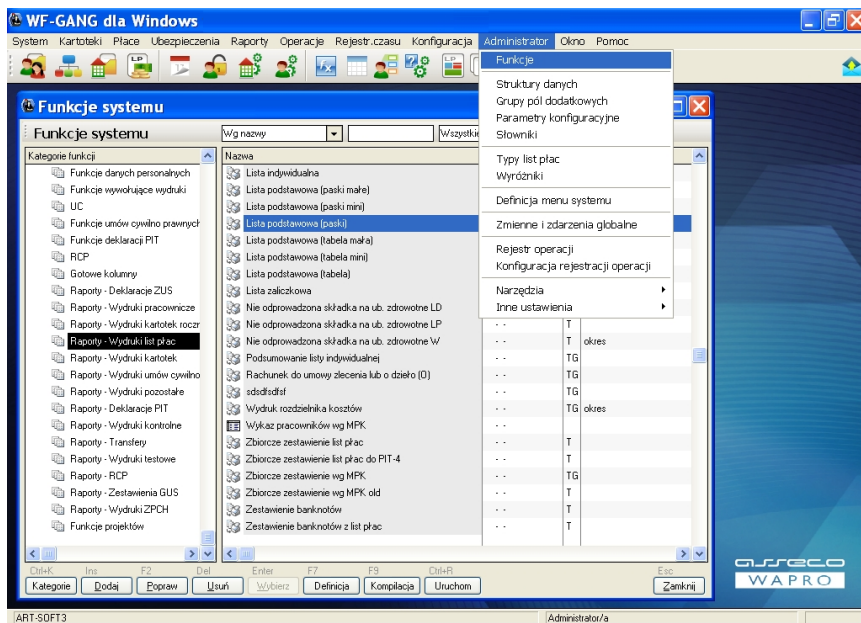 WF-GANG dla Windows
System Kartoteki Płace Ubezpieczenia Raporty Operacje Rejestr.czasu Konfiguracja Administrator Okno Pomoc
Funkcje
Struktury danych
Grupy pól dodatkowych
Parametry konfiguracyjne
Słowniki
Typy list płac
Wyróżniki
Definicja menu systemu
Zmienne i zdarzenia globalne
Rejestr operacji
Konfiguracja rejestracji operacji
Narzędzia
Inne ustawienia
Funkcje systemu
Funkcje systemu Wg nazwy
Kategorie funkcji
Funkcje danych personalnych
Funkcje wywołujące wydruki
UC
Funkcje umów cywilno prawnych
Funkcje deklaracji PIT
RCP
Gotowe kolumny
Raporty - Deklaracje ZUS
Raporty - Wydruki pracownicze
Raporty - Wydruki kartotek roczn
Raporty - Wydruki list płac
Raporty - Wydruki kartotek
Raporty - Wydruki umów cywilno
Raporty - Wydruki pozostałe
Raporty - Deklaracje PIT
Raporty - Wydruki kontrolne
Raporty - Transfery
Raporty - Wydruki testowe
Raporty - RCP
Raporty - Zestawienia GUS
Raporty - Wydruki ZPCH
Funkcje projektów
Nazwa
Lista indywidualna
Lista podstawowa (paski małe)
Lista podstawowa (paski mini)
Lista podstawowa (paski)
Lista podstawowa (tabela mała)
Lista podstawowa (tabela mini)
Lista podstawowa (tabela)
Lista zaliczkowa
Nie odprowadzona składka na ub. zdrowotne LD
Nie odprowadzona składka na ub. zdrowotne LP - - T
Nie odprowadzona składka na ub. zdrowotne W - - T okres
Podsumowanie listy indywidualnej - - TG
Rachunek do umowy zlecenia lub o dzieło (O) - - TG
sdsdfsdfsf - - TG
Wydruk rozdzielnika kosztów - - TG okres
Wykaz pracowników wg MPK - -
Zbiorcze zestawienie list płac - - T
Zbiorcze zestawienie list płac do PIT-4 - - T
Zbiorcze zestawienie wg MPK - - TG
Zbiorcze zestawienie wg MPK old - - T
Zestawienie banknotów - - T
Zestawienie banknotów z list płac - - T
Ctrl+K Ins F2 Del Enter F7 F9 Ctrl+R Esc
Kategorie Dodaj Popraw Usuń Wybierz Definicja Kompilacja Uruchom Zamknij
asseco
WAPRO
ART-SOFT3 Administrator/a